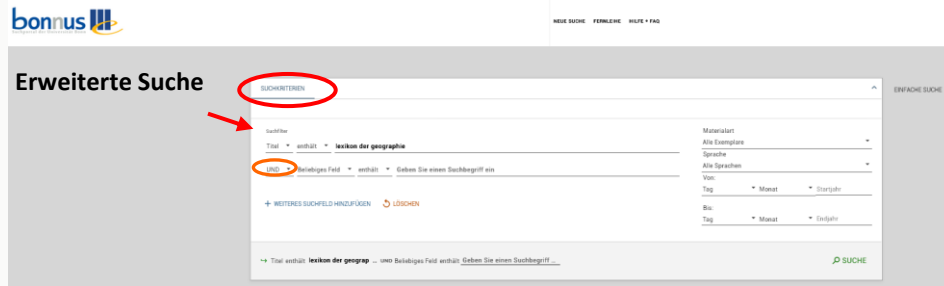 bonnus
NEUE SUCHE FERNLEIHE HILFE + FAQ
Erweiterte Suche
SUCHKRITERIEN
EINFACHE SUCHE
Suchfilter
Titel enthält lexikon der geographie
UND Beliebiges Feld enthält Geben Sie einen Suchbegriff ein
+ WEITERES SUCHFELD HINZUFÜGEN LÖSCHEN
Materialart
Alle Exemplare
Sprache
Alle Sprachen
Von:
Tag Monat Startjahr
Bis:
Tag Monat Endjahr
Titel enthält lexikon der geograp ... UND Beliebiges Feld enthält Geben Sie einen Suchbegriff ...
SUCHE